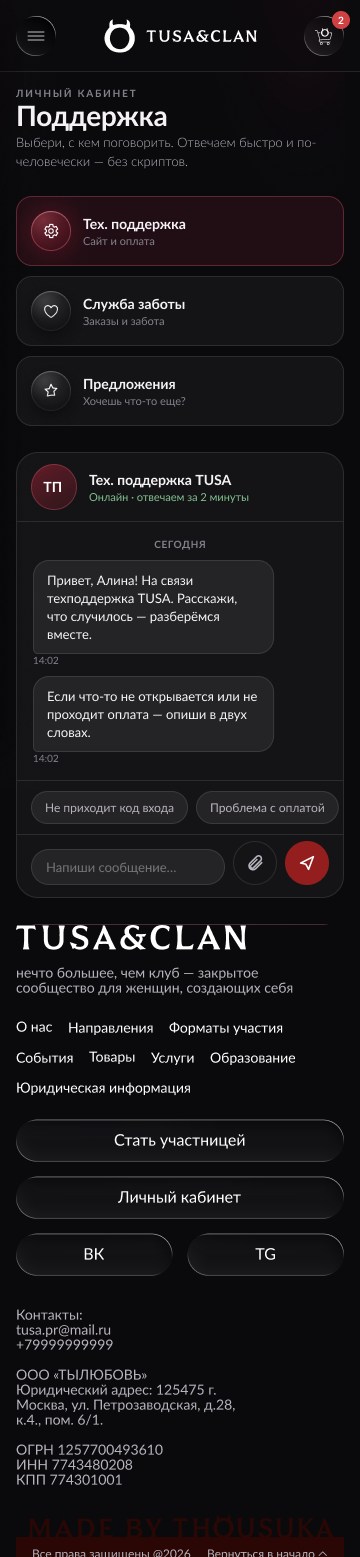 TUSA&CLAN
2
ЛИЧНЫЙ КАБИНЕТ
Поддержка
Выбери, с кем поговорить. Отвечаем быстро и по-
человечески — без скриптов.
Тех. поддержка
Сайт и оплата
Служба заботы
Заказы и забота
Предложения
Хочешь что-то еще?
ТП
Тех. поддержка TUSA
Онлайн · отвечаем за 2 минуты
СЕГОДНЯ
Привет, Алина! На связи
техподдержка TUSA. Расскажи,
что случилось — разберёмся
вместе.
14:02
Если что-то не открывается или не
проходит оплата — опиши в двух
словах.
14:02
Не приходит код входа
Проблема с оплатой
Напиши сообщение...
TUSA&CLAN
нечто большее, чем клуб — закрытое
сообщество для женщин, создающих себя
О нас Направления Форматы участия
События Товары Услуги Образование
Юридическая информация
Стать участницей
Личный кабинет
ВК
TG
Контакты:
tusa.pr@mail.ru
+79999999999
ООО «ТЫЛЮБОВЬ»
Юридический адрес: 125475 г.
Москва, ул. Петрозаводская, д.28,
к.4., пом. 6/1.
ОГРН 1257700493610
ИНН 7743480208
КПП 774301001
MADE BY THOUSUKA
Все права защищены @2026 Вернуться в начало